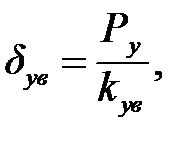 δ_ув = P_у / k_ув,